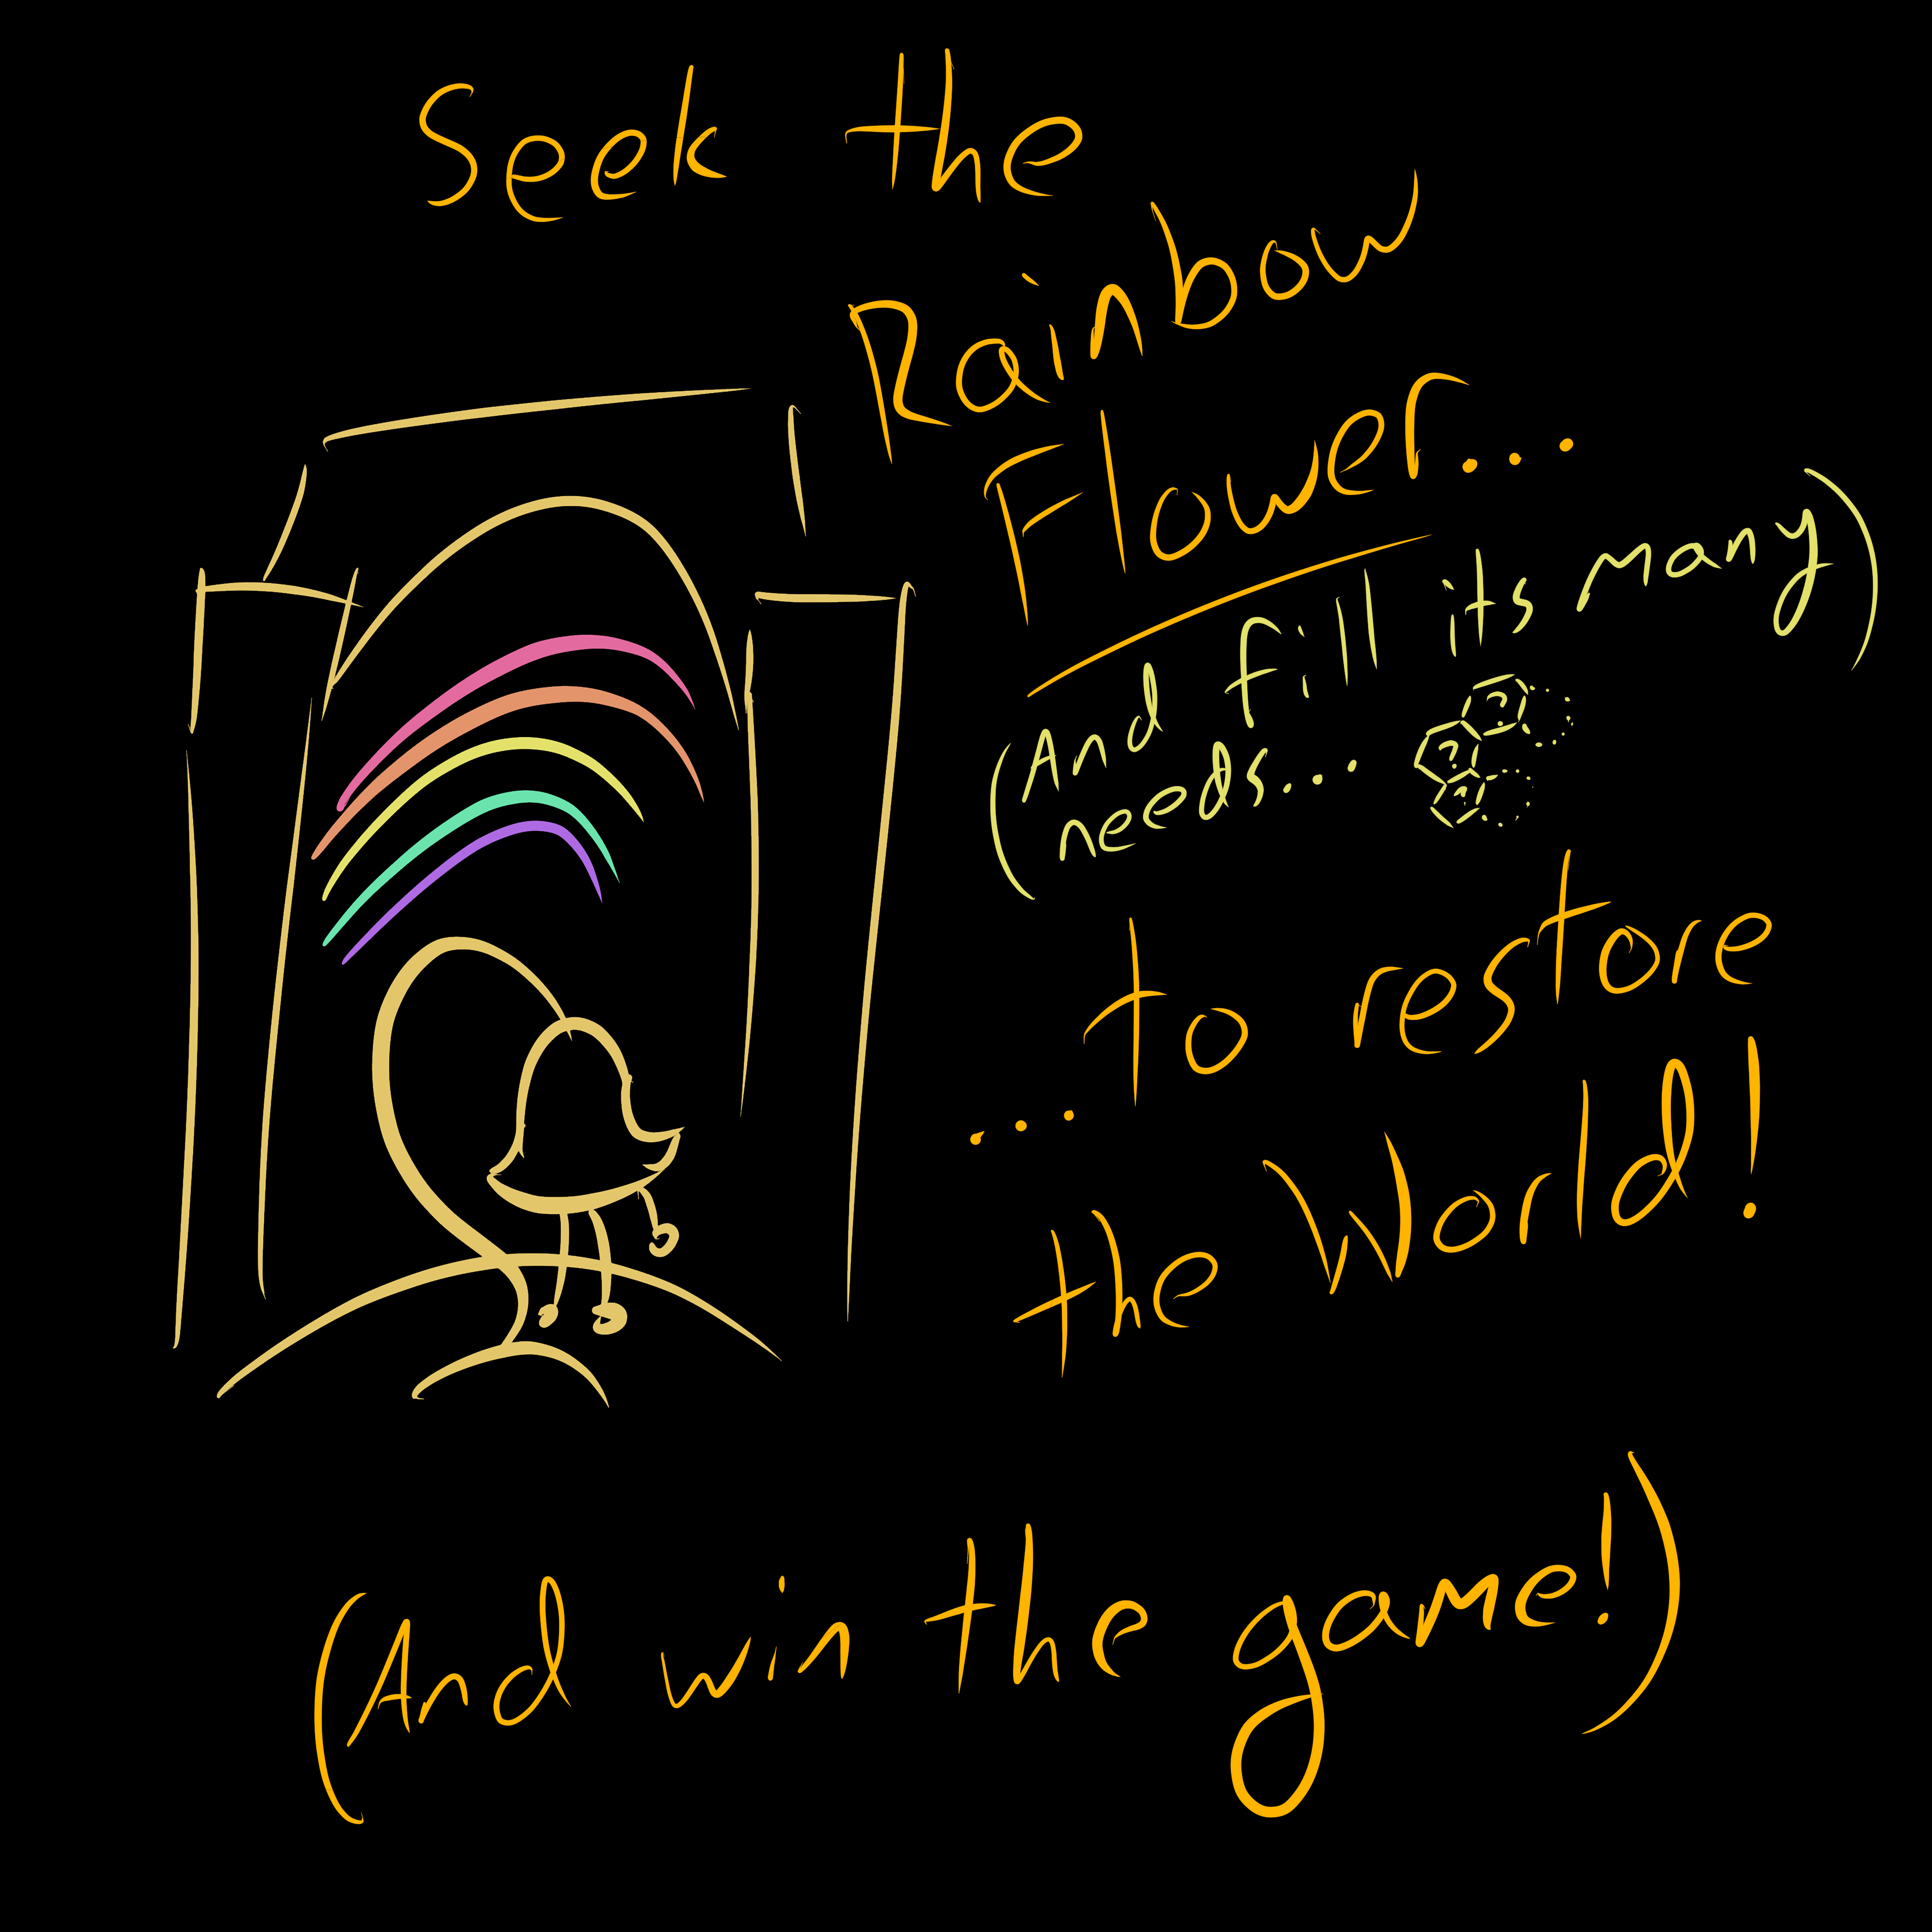 Seek the
Rainbow
Flower...
(And fill its many)
needs...
? ? ?
...to restore
the World!
(And win the game!)